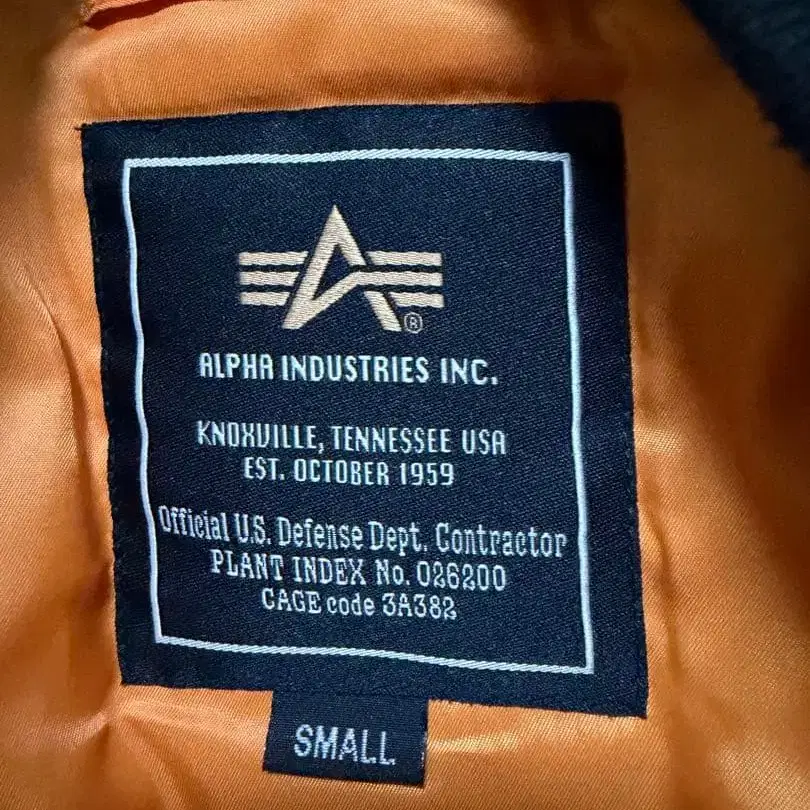 ®
ALPHA INDUSTRIES INC.
KNOXVILLE, TENNESSEE USA
EST. OCTOBER 1959
Official U.S. Defense Dept. Contractor
PLANT INDEX No. 026200
CAGE code 3A382
SMALL